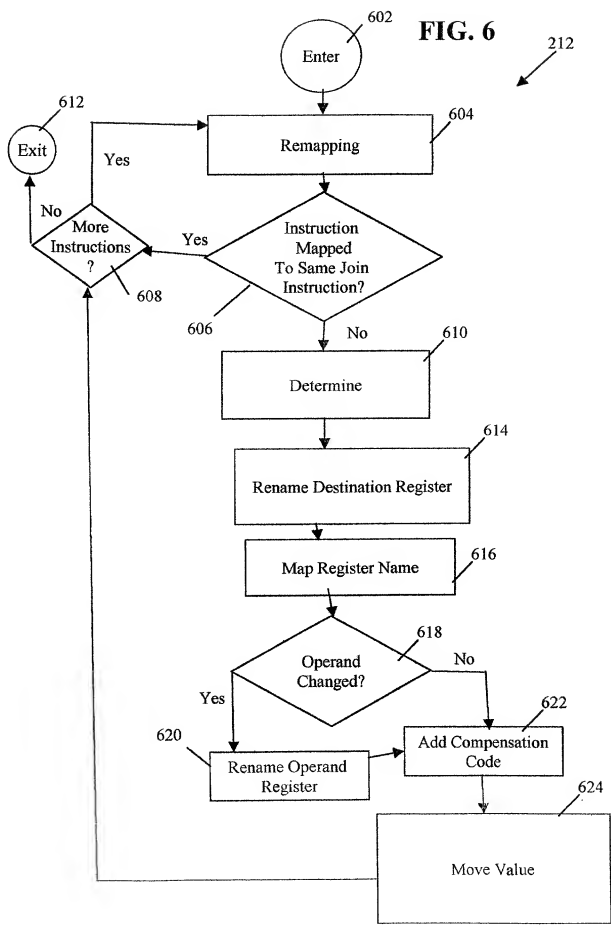 602
FIG. 6
212
Enter
612
604
Exit
Yes
Remapping
No
More
Instructions
?
608
Yes
Instruction
Mapped
To Same Join
Instruction?
606
No
610
Determine
614
Rename Destination Register
616
Map Register Name
618
Operand
Changed?
No
Yes
622
620
Add Compensation
Code
Rename Operand
Register
624
Move Value